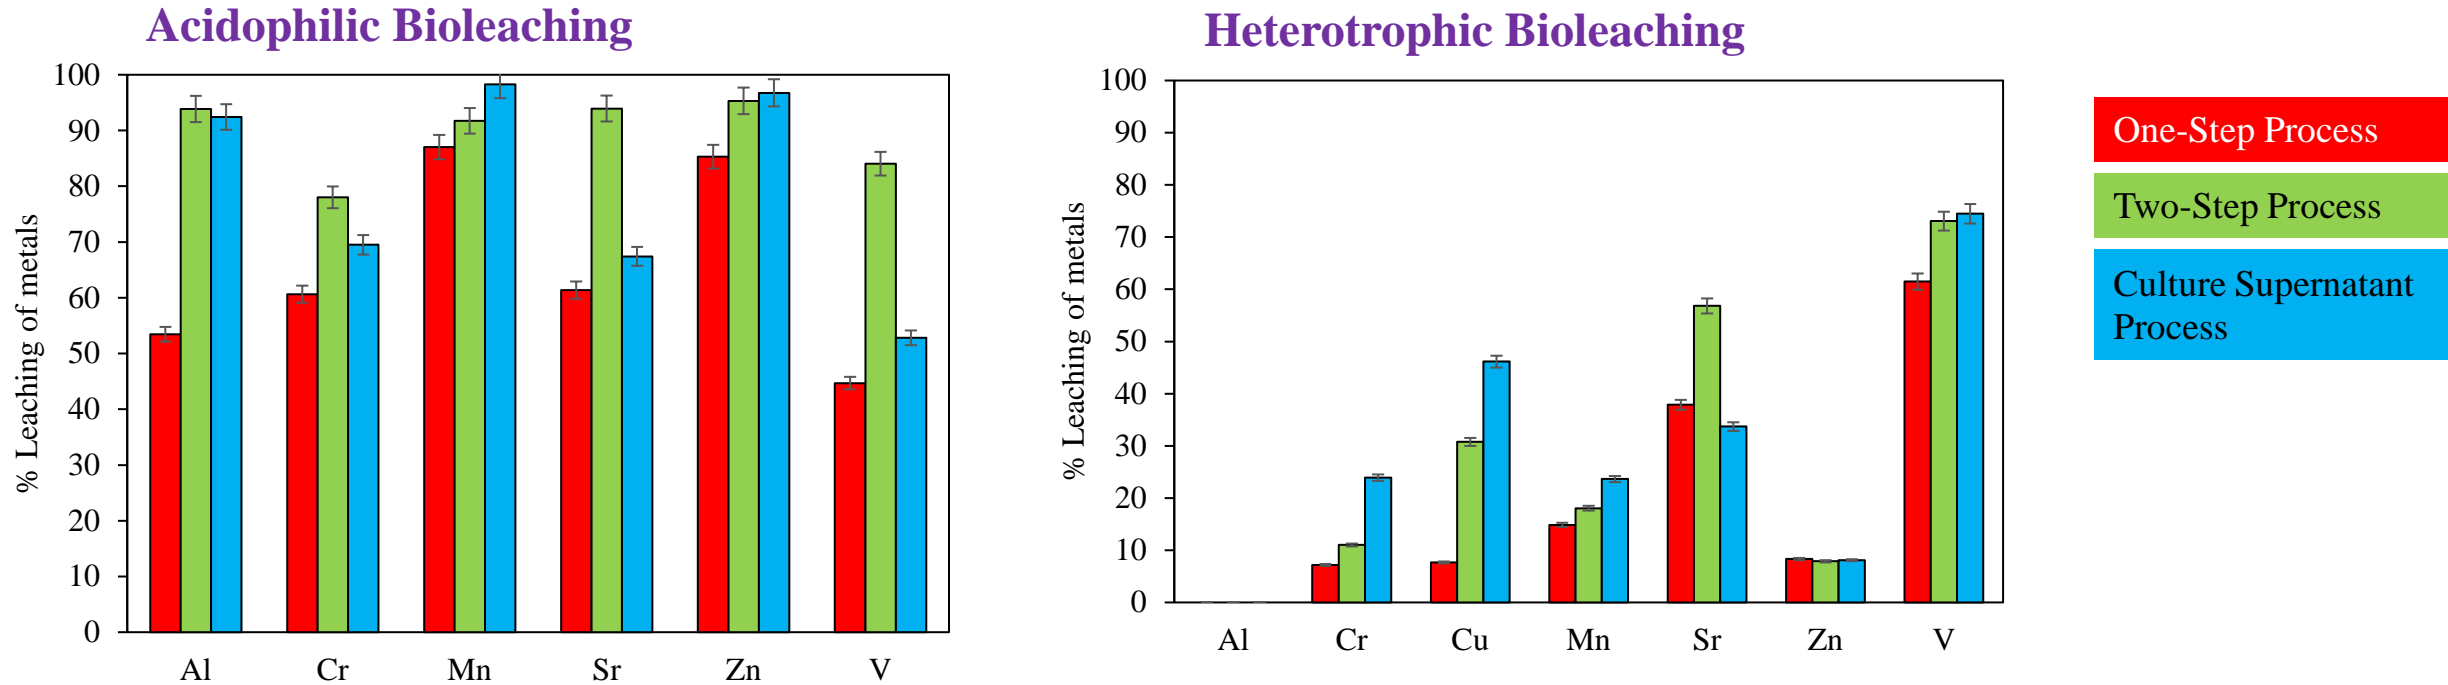 Acidophilic Bioleaching
% Leaching of metals
100
90
80
70
60
50
40
30
20
10
0
Al Cr Mn Sr Zn V
Heterotrophic Bioleaching
% Leaching of metals
100
90
80
70
60
50
40
30
20
10
0
Al Cr Cu Mn Sr Zn V
One-Step Process
Two-Step Process
Culture Supernatant
Process